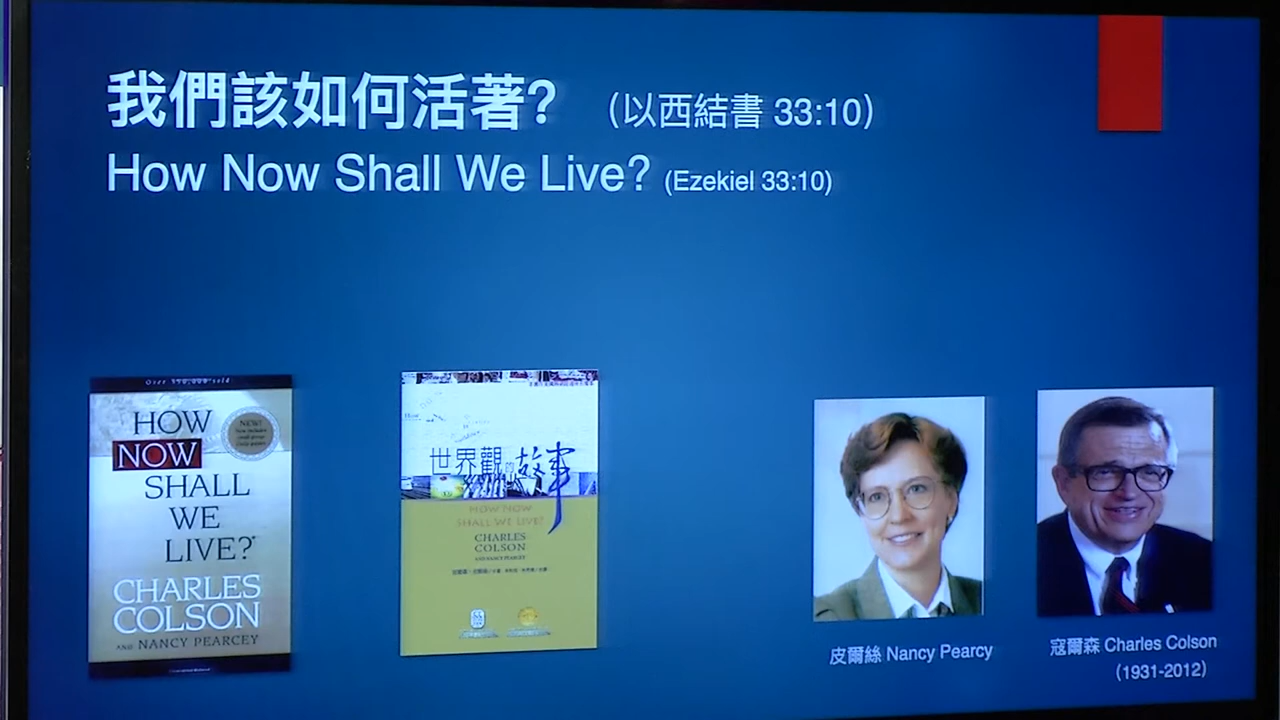 我們該如何活著? (以西結書 33:10)
How Now Shall We Live? (Ezekiel 33:10)
Over
sold
HOW
NOW
SHALL
WE
LIVE?
NEW!
CHARLES
COLSON
AND NANCY PEARCEY
世界觀的故事
HOW NOW
SHALL WE LIVE?
CHARLES
COLSON
AND NANCY PEARCEY
皮爾絲 Nancy Pearcy
寇爾森 Charles Colson
(1931-2012)